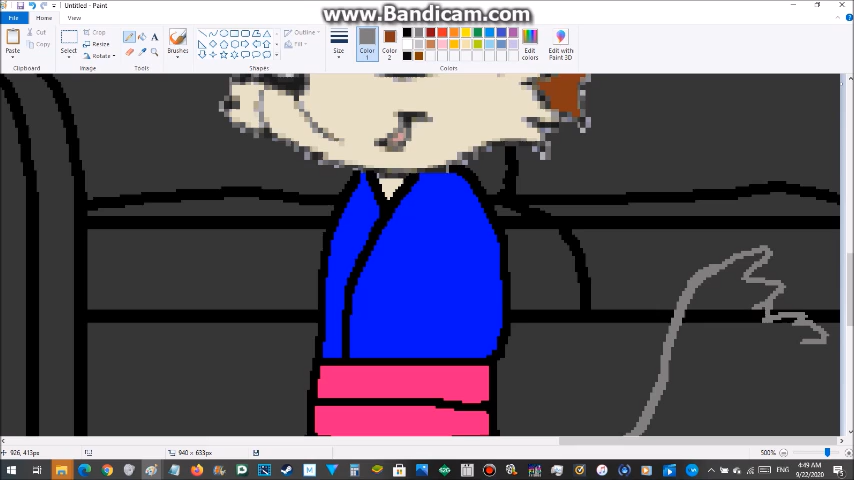 Untitled - Paint
www.Bandicam.com
File
Home
View
Paste
Cut
Copy
Clipboard
Select
Crop
Resize
Rotate
Image
Tools
Brushes
Shapes
Outline
Fill
Size
Color
1
Color
2
Colors
Edit
colors
Edit with
Paint 3D
926, 413px
940 × 633px
500%
ENG
4:49 AM
9/22/2020